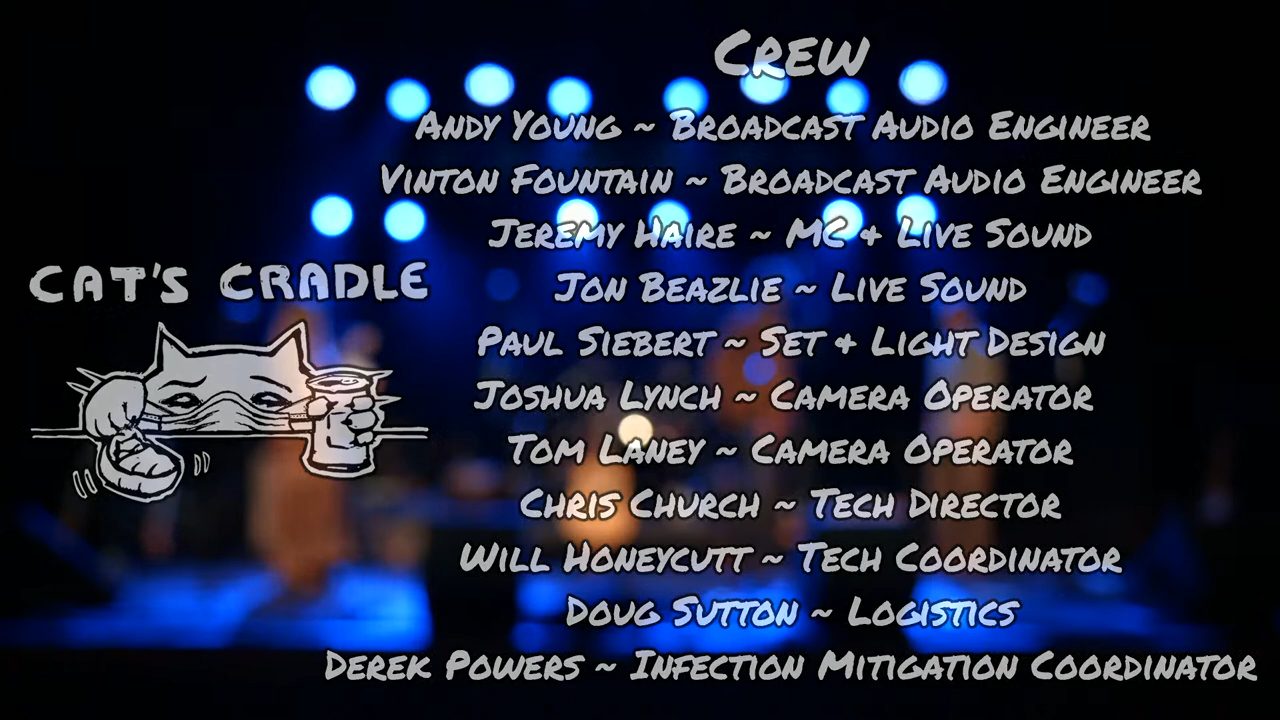 CREW
ANDY YOUNG ~ BROADCAST AUDIO ENGINEER
VINTON FOUNTAIN ~ BROADCAST AUDIO ENGINEER
JEREMY HAIRE ~ MC & LIVE SOUND
JON BEAZLIE ~ LIVE SOUND
CAT'S CRADLE
PAUL SIEBERT ~ SET & LIGHT DESIGN
JOSHUA LYNCH ~ CAMERA OPERATOR
TOM LANEY ~ CAMERA OPERATOR
CHRIS CHURCH ~ TECH DIRECTOR
WILL HONEYCUTT ~ TECH COORDINATOR
DOUG SUTTON ~ LOGISTICS
DEREK POWERS ~ INFECTION MITIGATION COORDINATOR